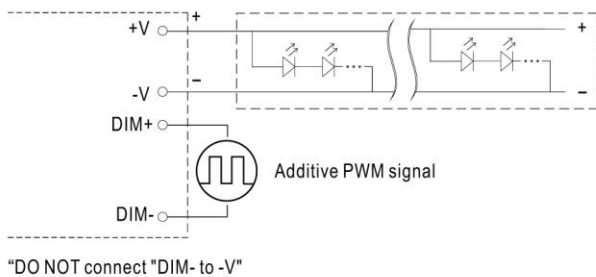 +V + +
-V − −
DIM+
Additive PWM signal
DIM-
"DO NOT connect "DIM- to -V"